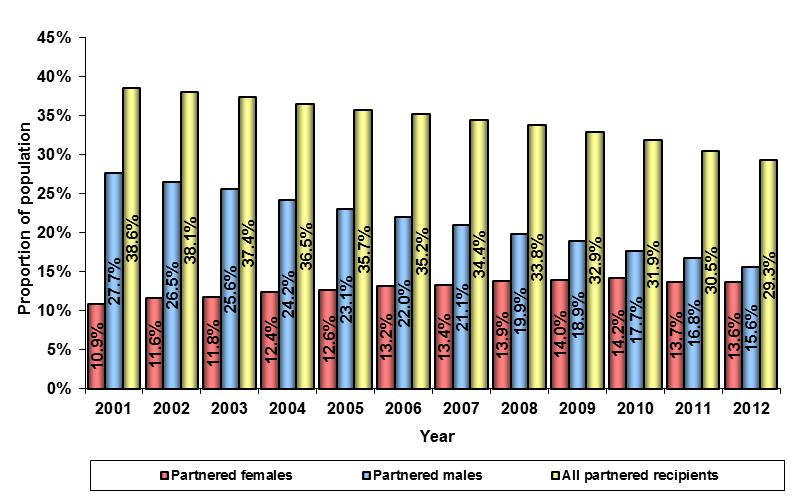 45%
40%
35%
30%
25%
20%
15%
10%
5%
0%
Proportion of population
10.9% 27.7% 38.6%
11.6% 26.5% 38.1%
11.8% 25.6% 37.4%
12.4% 24.2% 36.5%
12.6% 23.1% 35.7%
13.2% 22.0% 35.2%
13.4% 21.1% 34.4%
13.9% 19.9% 33.8%
14.0% 18.9% 32.9%
14.2% 17.7% 31.9%
13.7% 16.8% 30.5%
13.6% 15.6% 29.3%
2001 2002 2003 2004 2005 2006 2007 2008 2009 2010 2011 2012
Year
Partnered females Partnered males All partnered recipients